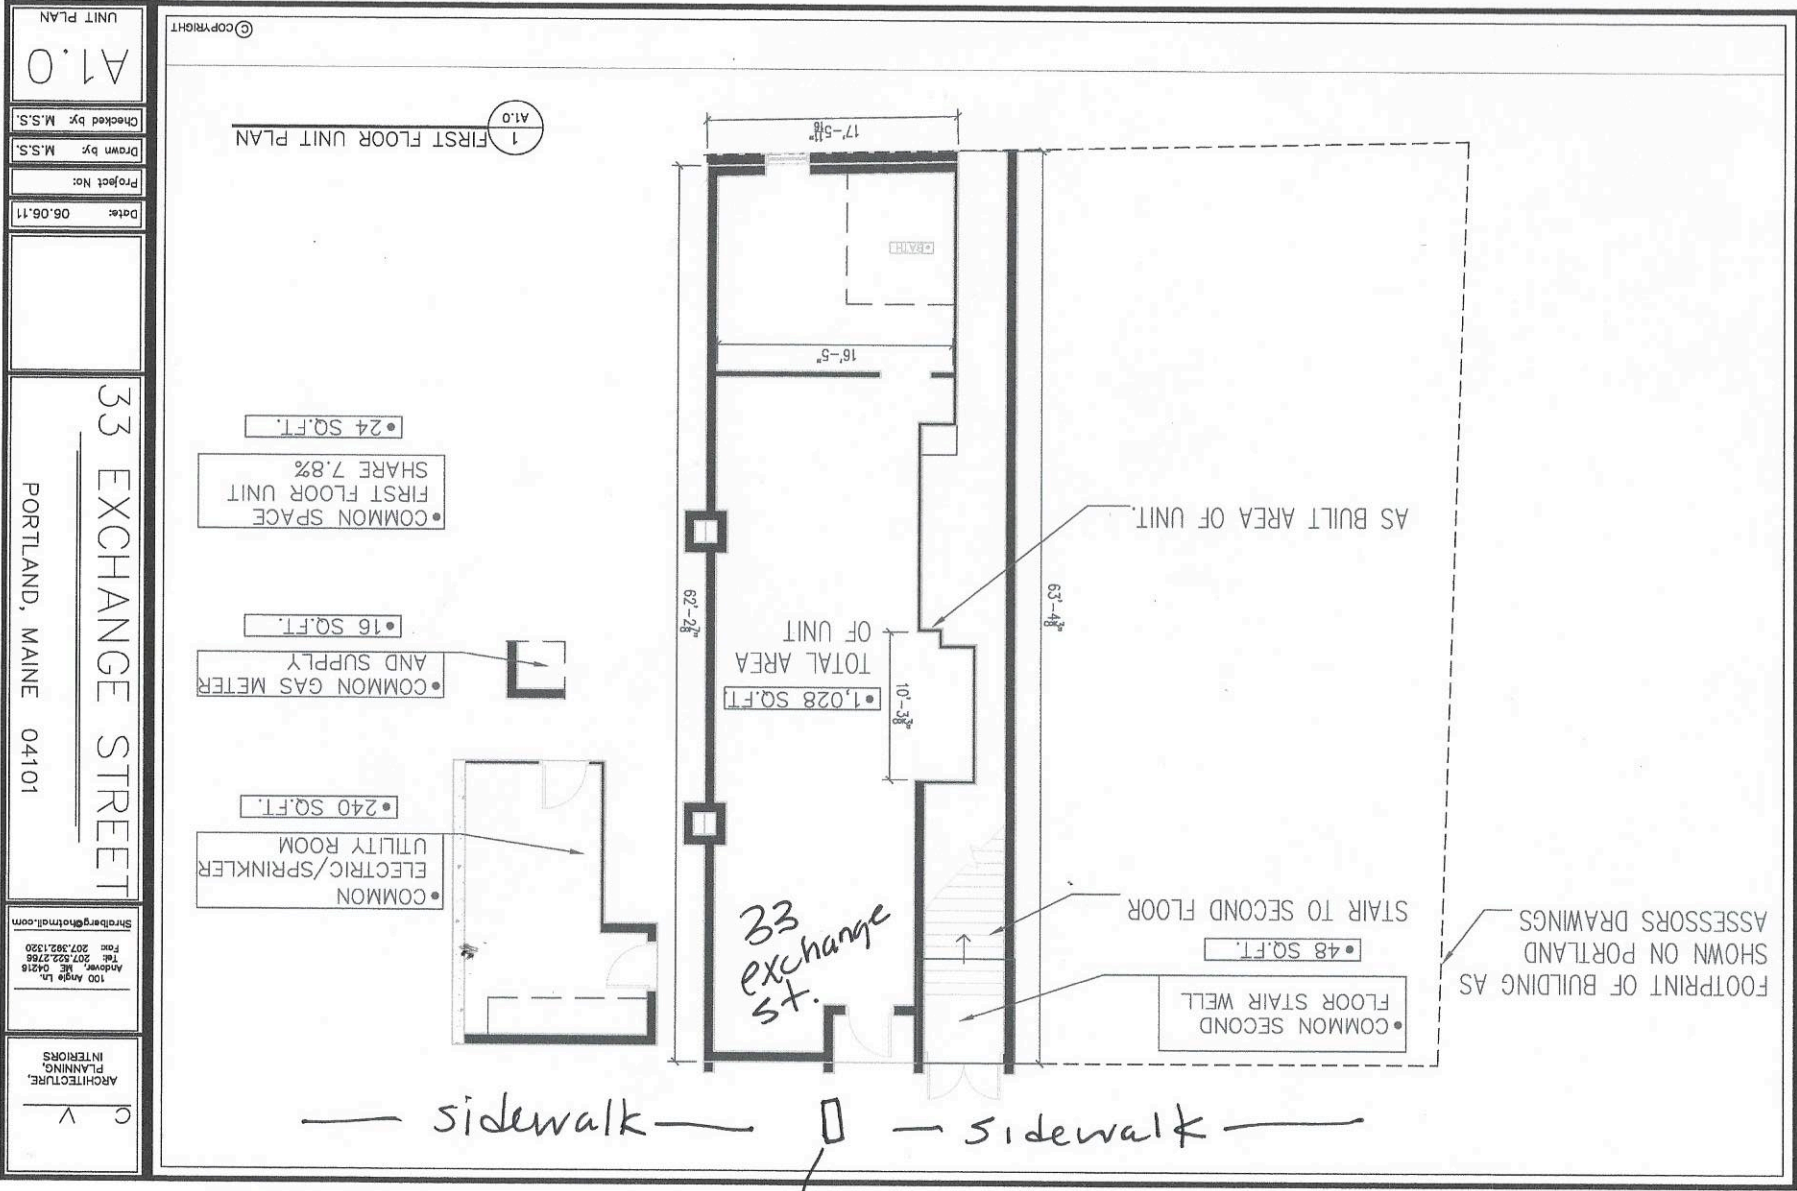 UNIT PLAN
A1.0
Checked by: M.S.S.
Drawn by: M.S.S.
Project No:
Date: 06.06.11
33 EXCHANGE STREET
PORTLAND, MAINE 04101
Shralberg@hotmail.com
100 Angle Ln.
Andover, ME 04216
Tel: 207.522.2766
Fax: 207.392.1320
ARCHITECTURE,
PLANNING,
INTERIORS
C V
© COPYRIGHT
1
A1.0
FIRST FLOOR UNIT PLAN
17'-5 11/16"
• BATH
16'-5"
62'-2 7/8"
63'-4 3/8"
10'-3 3/8"
• 1,028 SQ.FT.
TOTAL AREA
OF UNIT
AS BUILT AREA OF UNIT.
• COMMON SPACE
FIRST FLOOR UNIT
SHARE 7.8%
• 24 SQ.FT.
• COMMON GAS METER
AND SUPPLY
• 16 SQ.FT.
• COMMON
ELECTRIC/SPRINKLER
UTILITY ROOM
• 240 SQ.FT.
STAIR TO SECOND FLOOR
• COMMON SECOND
FLOOR STAIR WELL
• 48 SQ.FT.
FOOTPRINT OF BUILDING AS
SHOWN ON PORTLAND
ASSESSORS DRAWINGS
33
exchange
st.
sidewalk
sidewalk